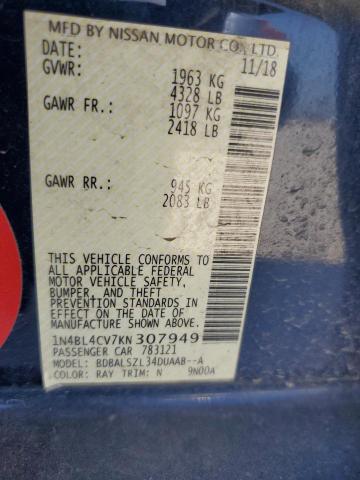 MFD BY NISSAN MOTOR CO., LTD.
DATE: 11/18
GVWR: 1963 KG
4328 LB
GAWR FR.: 1097 KG
2418 LB
GAWR RR.: 945 KG
2083 LB
THIS VEHICLE CONFORMS TO
ALL APPLICABLE FEDERAL
MOTOR VEHICLE SAFETY,
BUMPER, AND THEFT
PREVENTION STANDARDS IN
EFFECT ON THE DATE OF
MANUFACTURE SHOWN ABOVE.
1N4BL4CV7KN307949
PASSENGER CAR 783121
MODEL: BDBALSZL34DUAAB--A
COLOR: RAY TRIM: N 9N00A